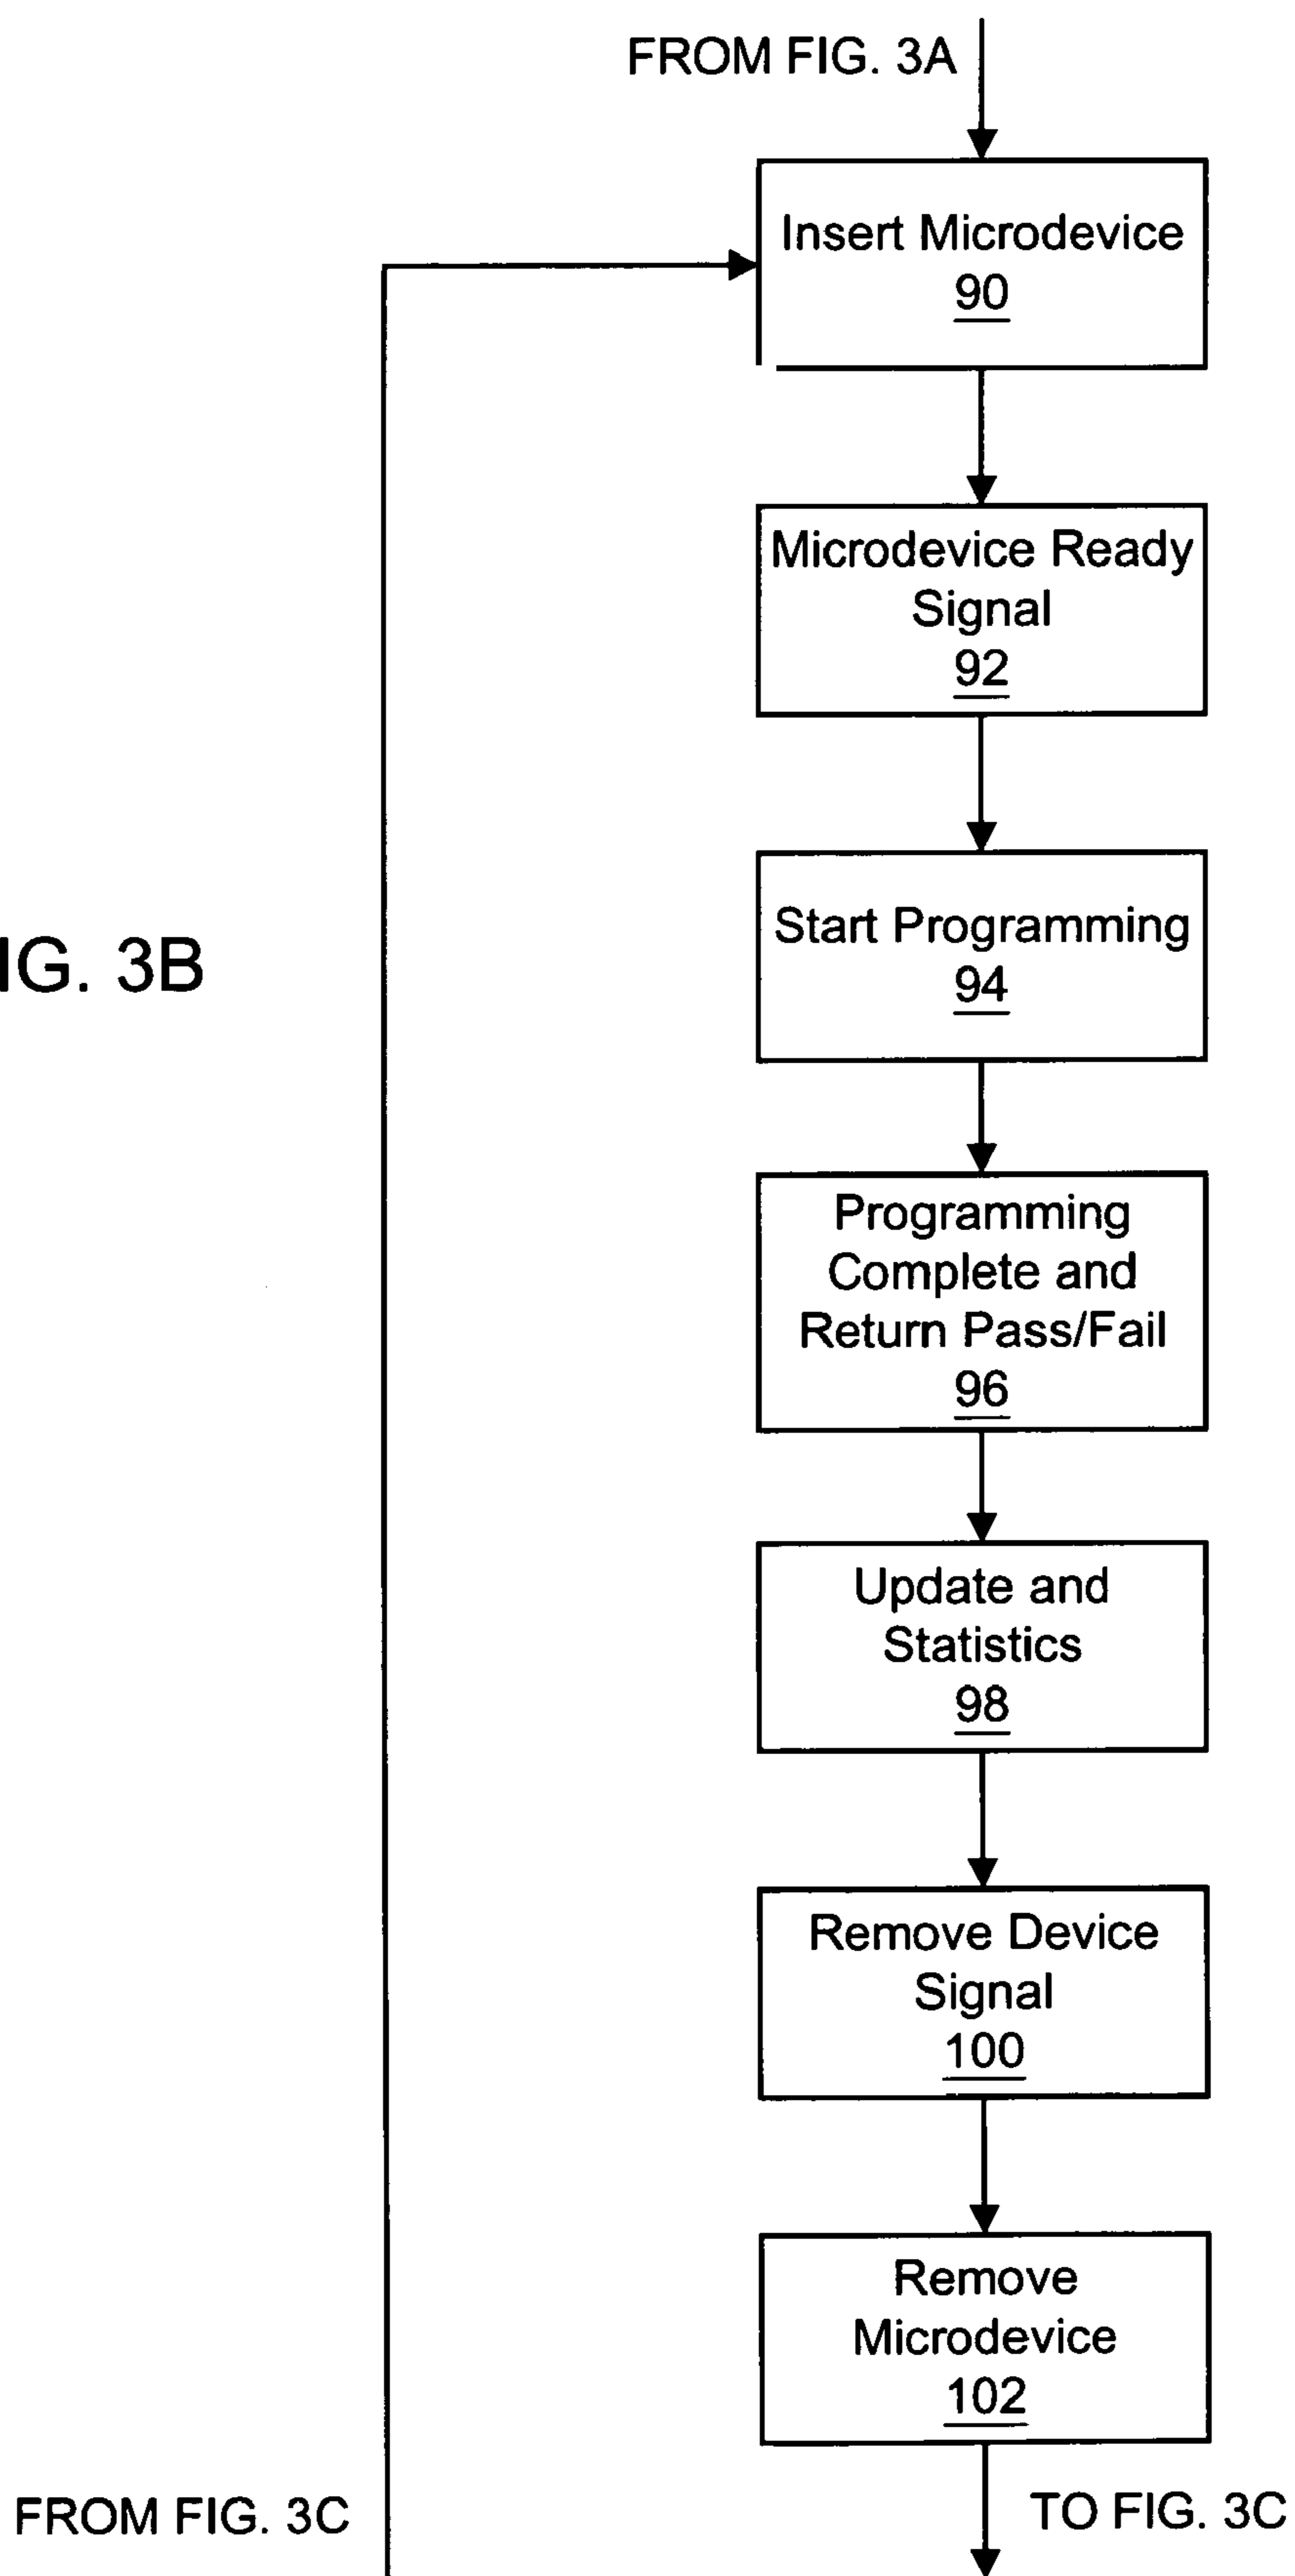 FROM FIG. 3A
Insert Microdevice
90
Microdevice Ready
Signal
92
Start Programming
94
IG. 3B
Programming
Complete and
Return Pass/Fail
96
Update and
Statistics
98
Remove Device
Signal
100
Remove
Microdevice
102
FROM FIG. 3C
TO FIG. 3C